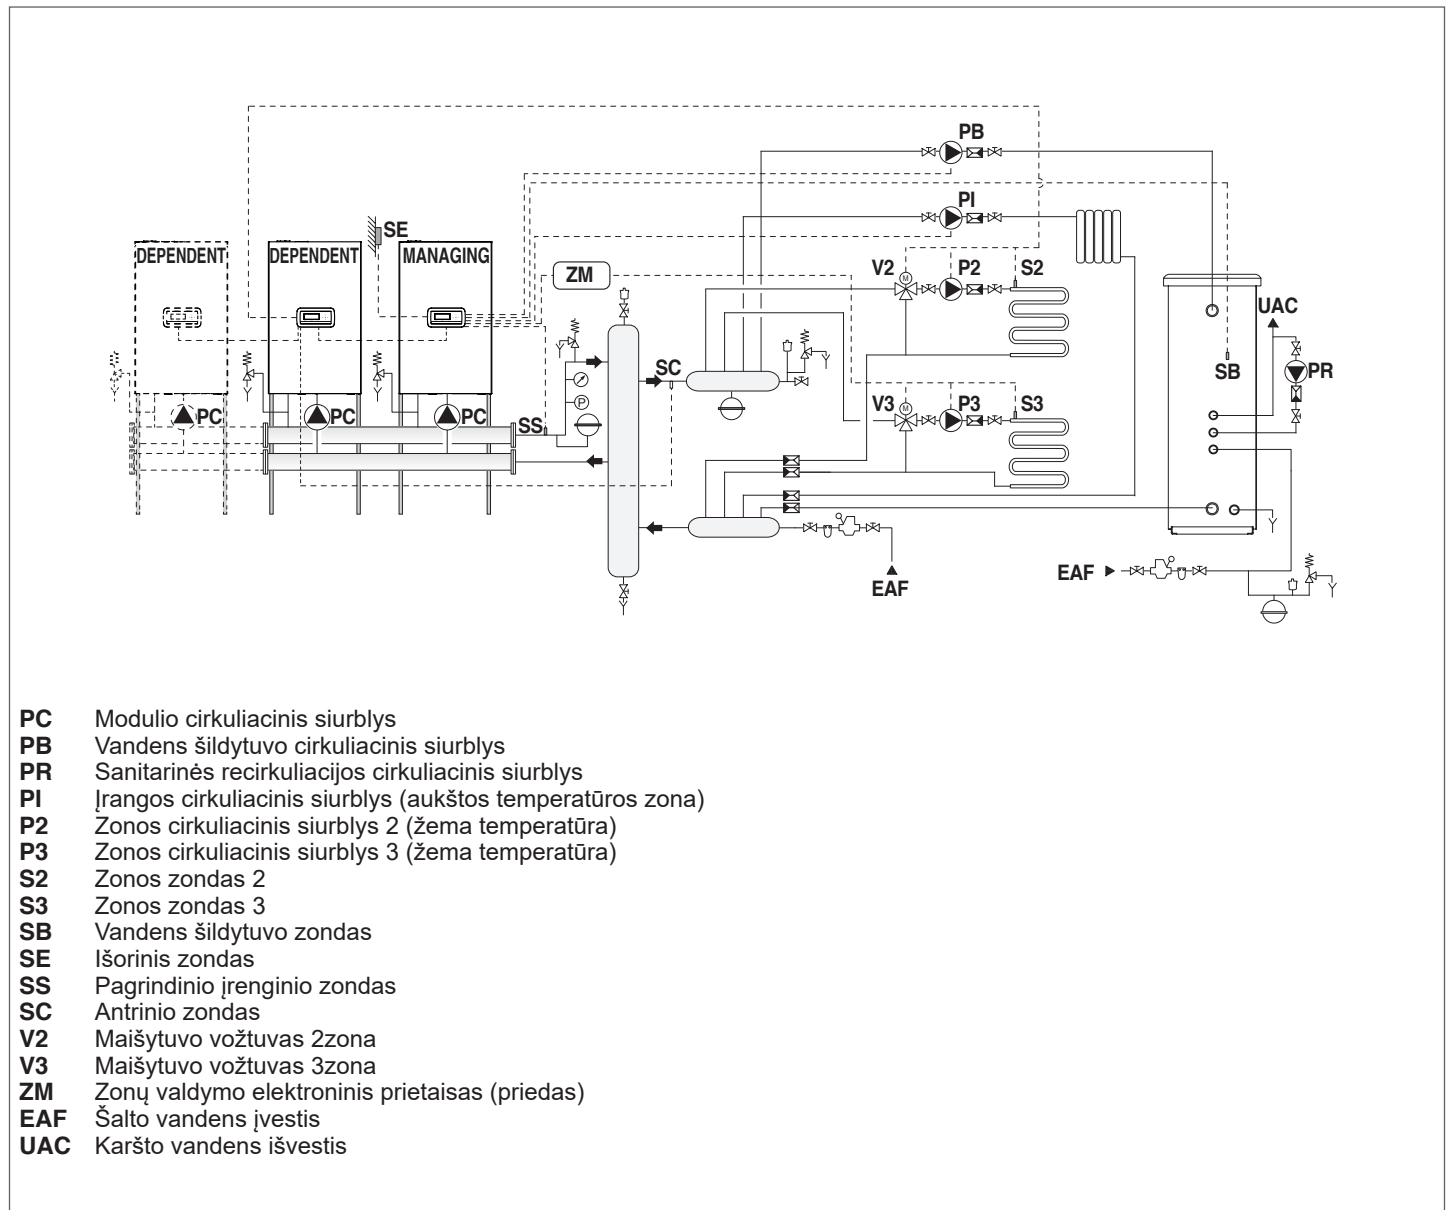 PB
PI
SE
DEPENDENT
DEPENDENT
MANAGING
ZM
V2
M
P2
S2
UAC
SC
SB
PR
P
V3
M
P3
S3
PC
PC
PC
SS
EAF
EAF
PC Modulio cirkuliacinis siurblys
PB Vandens šildytuvo cirkuliacinis siurblys
PR Sanitarinės recirkuliacijos cirkuliacinis siurblys
PI Įrangos cirkuliacinis siurblys (aukštos temperatūros zona)
P2 Zonos cirkuliacinis siurblys 2 (žema temperatūra)
P3 Zonos cirkuliacinis siurblys 3 (žema temperatūra)
S2 Zonos zondas 2
S3 Zonos zondas 3
SB Vandens šildytuvo zondas
SE Išorinis zondas
SS Pagrindinio įrenginio zondas
SC Antrinio zondas
V2 Maišytuvo vožtuvas 2zona
V3 Maišytuvo vožtuvas 3zona
ZM Zonų valdymo elektroninis prietaisas (priedas)
EAF Šalto vandens įvestis
UAC Karšto vandens išvestis